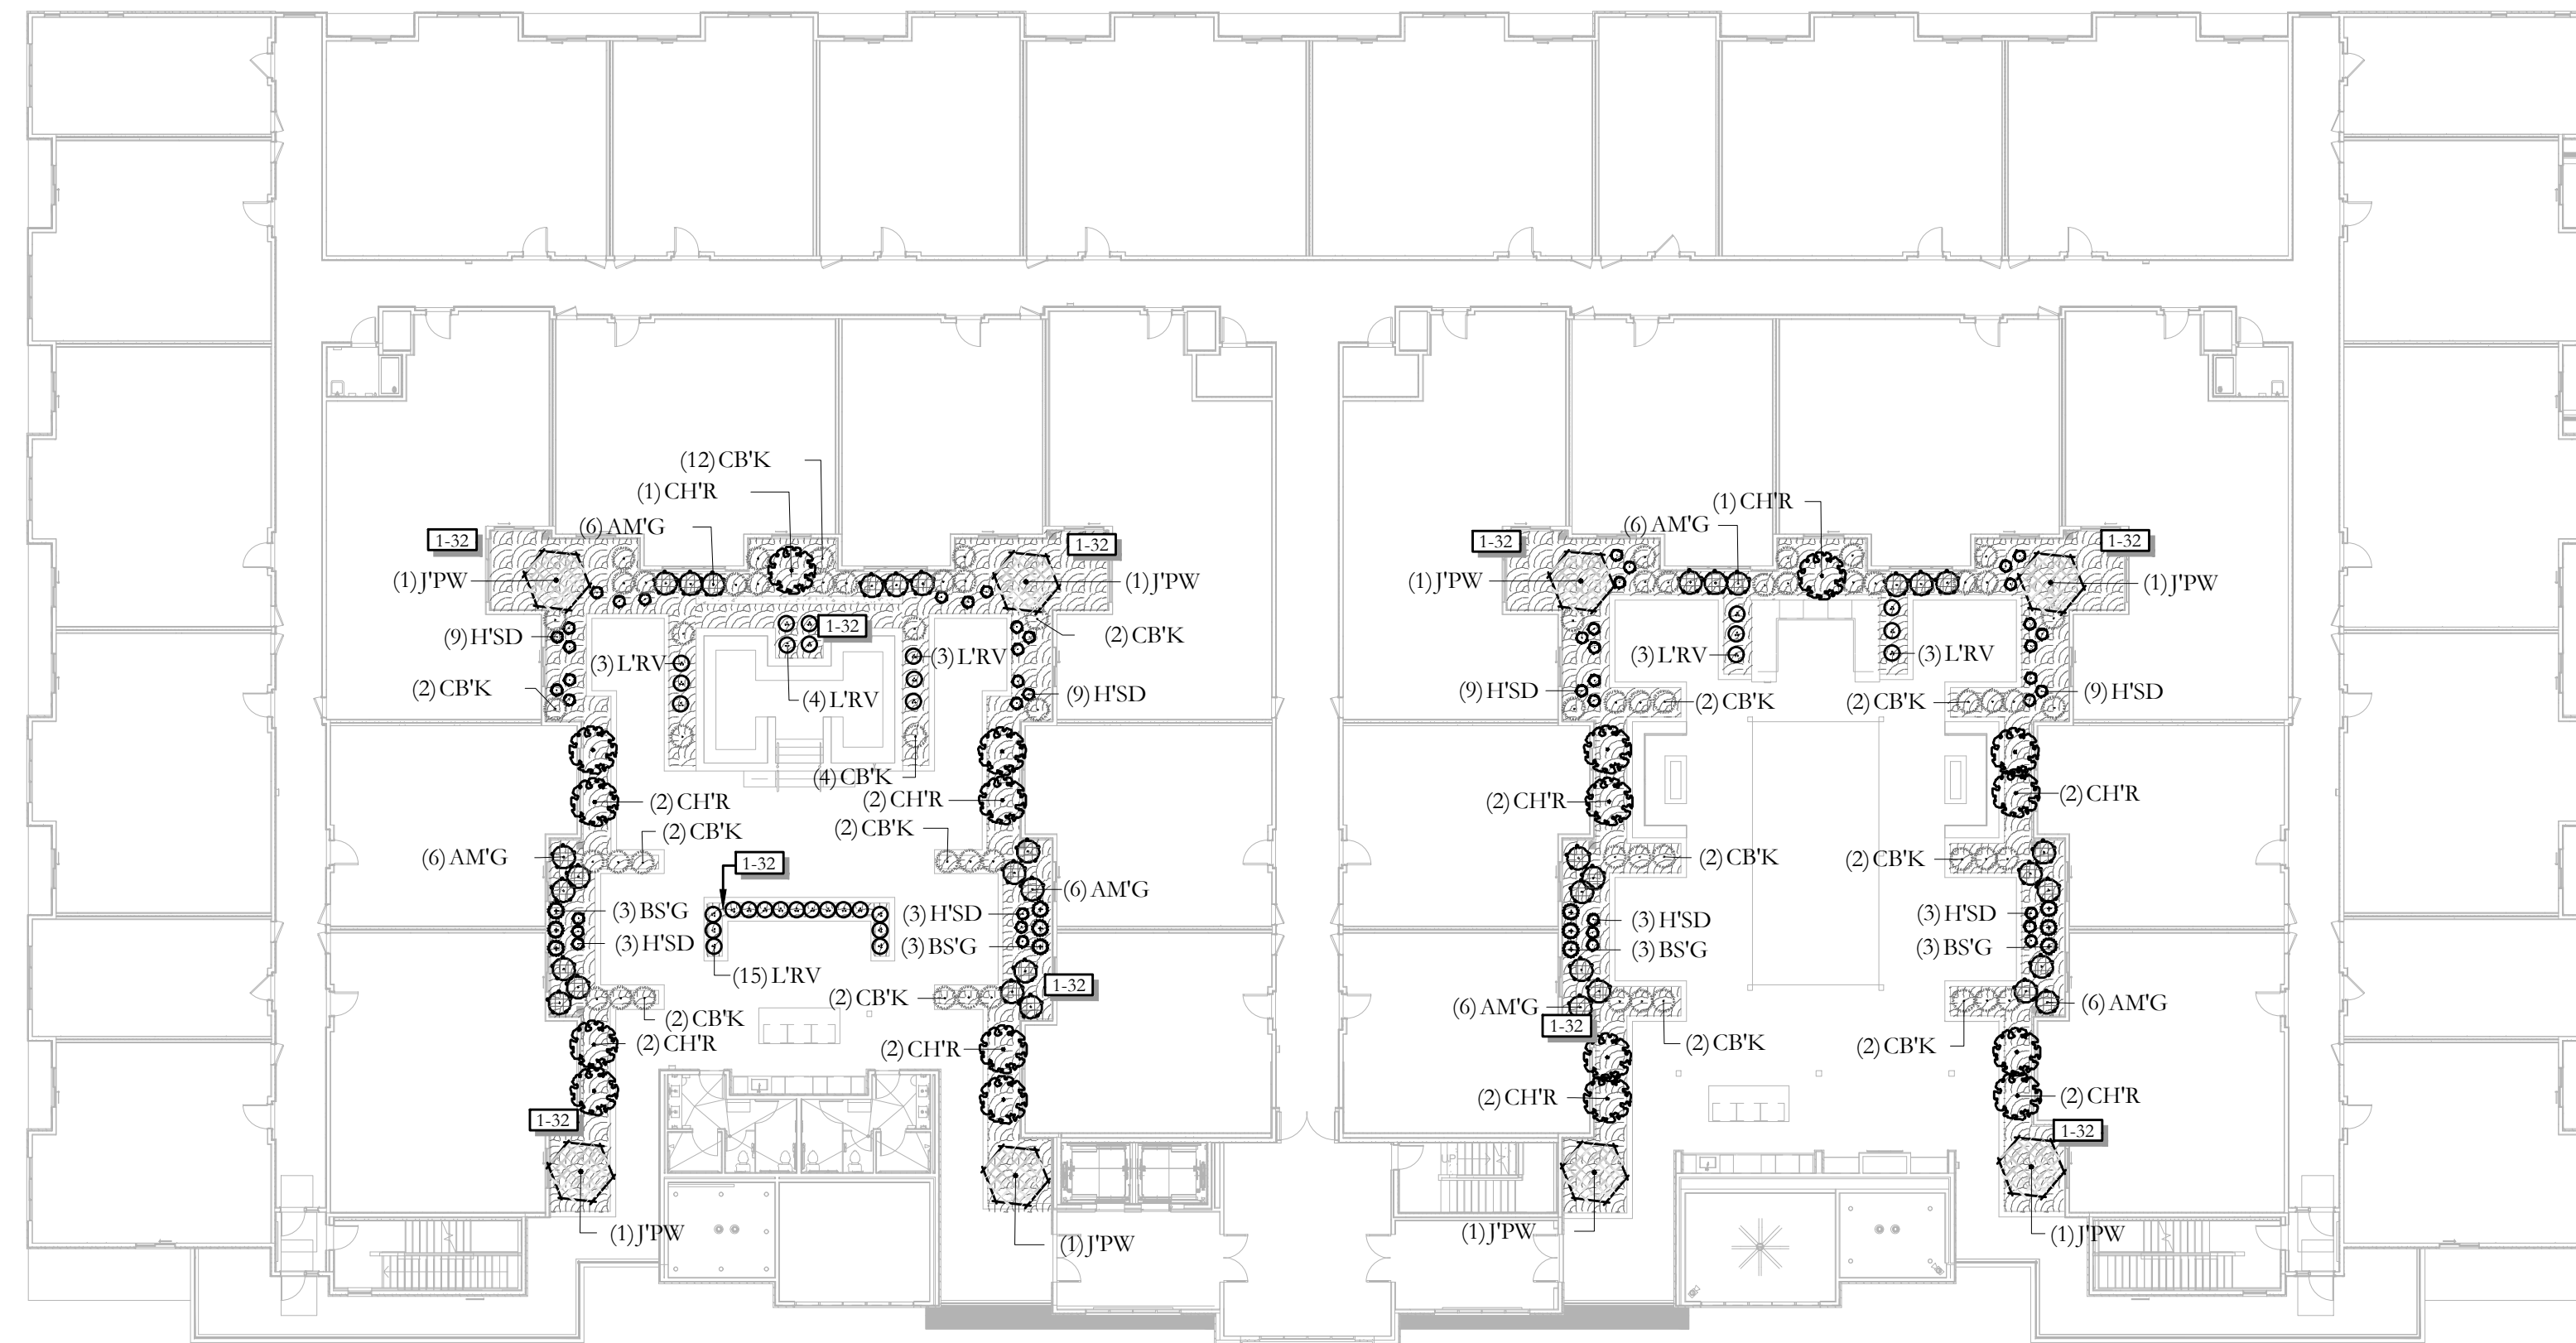 (12) CB'K
(1) CH'R
(6) AM'G
1-32
1-32
(1) J'PW
(1) J'PW
1-32
(9) H'SD
(2) CB'K
(3) L'RV
(3) L'RV
(2) CB'K
(4) L'RV
(9) H'SD
(4) CB'K
(2) CH'R
(2) CH'R
(2) CB'K
(2) CB'K
(6) AM'G
1-32
(6) AM'G
(3) BS'G
(3) H'SD
(3) H'SD
(3) BS'G
(15) L'RV
1-32
(2) CB'K
(2) CB'K
(2) CH'R
(2) CH'R
1-32
(1) J'PW
(1) J'PW
(1) CH'R
(6) AM'G
1-32
1-32
(1) J'PW
(1) J'PW
(3) L'RV
(3) L'RV
(9) H'SD
(2) CB'K
(2) CB'K
(9) H'SD
(2) CH'R
(2) CH'R
(2) CB'K
(2) CB'K
(3) H'SD
(3) H'SD
(3) BS'G
(3) BS'G
(6) AM'G
(6) AM'G
1-32
(2) CB'K
(2) CB'K
(2) CH'R
(2) CH'R
1-32
UP
(1) J'PW
(1) J'PW